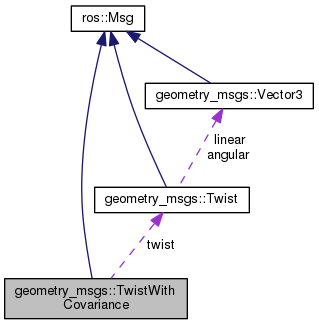 ros::Msg
geometry_msgs::Vector3
linear
angular
geometry_msgs::Twist
twist
geometry_msgs::TwistWith
Covariance